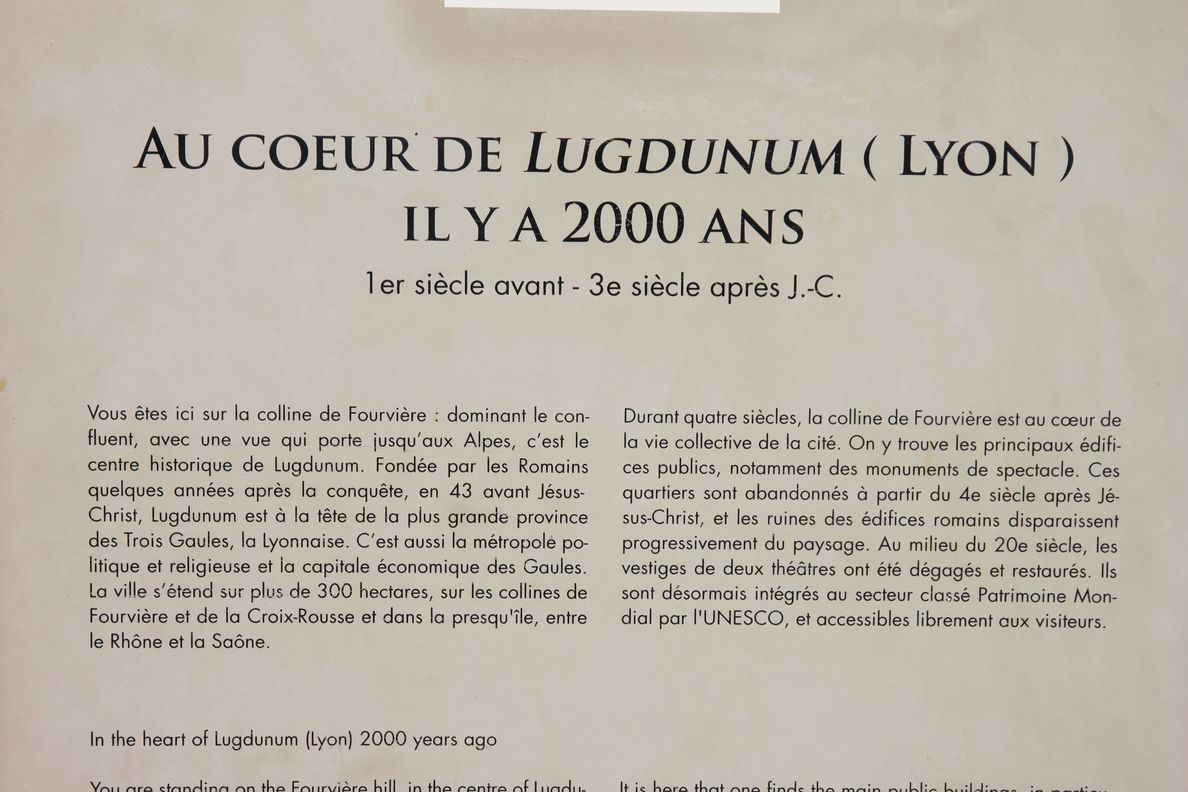 AU COEUR DE LUGDUNUM ( LYON )
IL Y A 2000 ANS
1er siècle avant - 3e siècle après J.-C.
Vous êtes ici sur la colline de Fourvière : dominant le con-
fluent, avec une vue qui porte jusqu'aux Alpes, c'est le
centre historique de Lugdunum. Fondée par les Romains
quelques années après la conquête, en 43 avant Jésus-
Christ, Lugdunum est à la tête de la plus grande province
des Trois Gaules, la Lyonnaise. C'est aussi la métropole po-
litique et religieuse et la capitale économique des Gaules.
La ville s'étend sur plus de 300 hectares, sur les collines de
Fourvière et de la Croix-Rousse et dans la presqu'île, entre
le Rhône et la Saône.
Durant quatre siècles, la colline de Fourvière est au cœur de
la vie collective de la cité. On y trouve les principaux édifi-
ces publics, notamment des monuments de spectacle. Ces
quartiers sont abandonnés à partir du 4e siècle après Jé-
sus-Christ, et les ruines des édifices romains disparaissent
progressivement du paysage. Au milieu du 20e siècle, les
vestiges de deux théâtres ont été dégagés et restaurés. Ils
sont désormais intégrés au secteur classé Patrimoine Mon-
dial par l'UNESCO, et accessibles librement aux visiteurs.
In the heart of Lugdunum (Lyon) 2000 years ago
You are standing on the Fourvière hill, in the centre of Lugdu-
It is here that one finds the main public buildings, in particu-